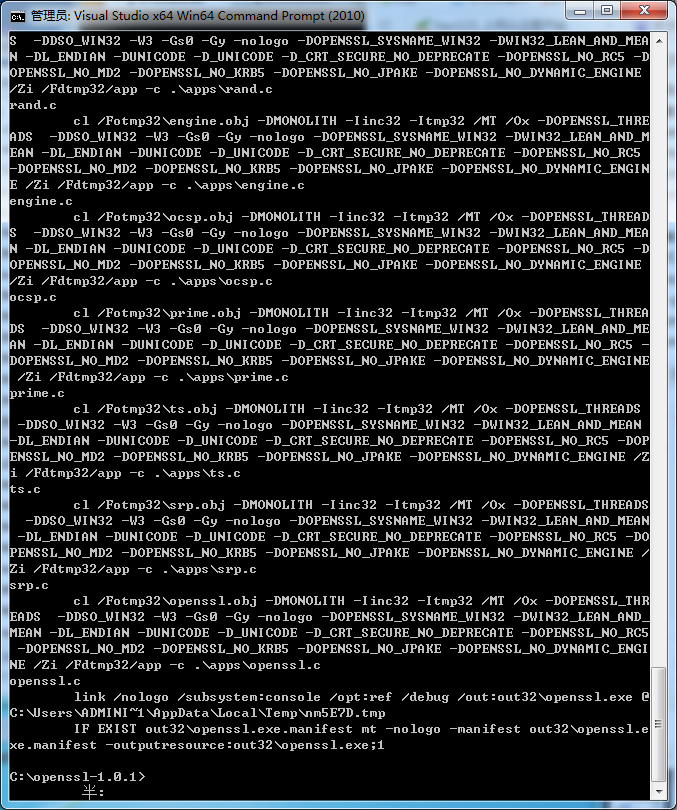 管理员: Visual Studio x64 Win64 Command Prompt (2010)
S  -DDSO_WIN32 -W3 -Gs0 -Gy -nologo -DOPENSSL_SYSNAME_WIN32 -DWIN32_LEAN_AND_MEA
N -DL_ENDIAN -DUNICODE -D_UNICODE -D_CRT_SECURE_NO_DEPRECATE -DOPENSSL_NO_RC5 -D
OPENSSL_NO_MD2 -DOPENSSL_NO_KRB5 -DOPENSSL_NO_JPAKE -DOPENSSL_NO_DYNAMIC_ENGINE
/Zi /Fdtmp32/app -c .\apps\rand.c
rand.c
        cl /Fotmp32\engine.obj -DMONOLITH -Iinc32 -Itmp32 /MT /Ox -DOPENSSL_THRE
ADS  -DDSO_WIN32 -W3 -Gs0 -Gy -nologo -DOPENSSL_SYSNAME_WIN32 -DWIN32_LEAN_AND_M
EAN -DL_ENDIAN -DUNICODE -D_UNICODE -D_CRT_SECURE_NO_DEPRECATE -DOPENSSL_NO_RC5
-DOPENSSL_NO_MD2 -DOPENSSL_NO_KRB5 -DOPENSSL_NO_JPAKE -DOPENSSL_NO_DYNAMIC_ENGIN
E /Zi /Fdtmp32/app -c .\apps\engine.c
engine.c
        cl /Fotmp32\ocsp.obj -DMONOLITH -Iinc32 -Itmp32 /MT /Ox -DOPENSSL_THREAD
S  -DDSO_WIN32 -W3 -Gs0 -Gy -nologo -DOPENSSL_SYSNAME_WIN32 -DWIN32_LEAN_AND_MEA
N -DL_ENDIAN -DUNICODE -D_UNICODE -D_CRT_SECURE_NO_DEPRECATE -DOPENSSL_NO_RC5 -D
OPENSSL_NO_MD2 -DOPENSSL_NO_KRB5 -DOPENSSL_NO_JPAKE -DOPENSSL_NO_DYNAMIC_ENGINE
/Zi /Fdtmp32/app -c .\apps\ocsp.c
ocsp.c
        cl /Fotmp32\prime.obj -DMONOLITH -Iinc32 -Itmp32 /MT /Ox -DOPENSSL_THREA
DS  -DDSO_WIN32 -W3 -Gs0 -Gy -nologo -DOPENSSL_SYSNAME_WIN32 -DWIN32_LEAN_AND_ME
AN -DL_ENDIAN -DUNICODE -D_UNICODE -D_CRT_SECURE_NO_DEPRECATE -DOPENSSL_NO_RC5 -
DOPENSSL_NO_MD2 -DOPENSSL_NO_KRB5 -DOPENSSL_NO_JPAKE -DOPENSSL_NO_DYNAMIC_ENGINE
 /Zi /Fdtmp32/app -c .\apps\prime.c
prime.c
        cl /Fotmp32\ts.obj -DMONOLITH -Iinc32 -Itmp32 /MT /Ox -DOPENSSL_THREADS
 -DDSO_WIN32 -W3 -Gs0 -Gy -nologo -DOPENSSL_SYSNAME_WIN32 -DWIN32_LEAN_AND_MEAN
-DL_ENDIAN -DUNICODE -D_UNICODE -D_CRT_SECURE_NO_DEPRECATE -DOPENSSL_NO_RC5 -DOP
ENSSL_NO_MD2 -DOPENSSL_NO_KRB5 -DOPENSSL_NO_JPAKE -DOPENSSL_NO_DYNAMIC_ENGINE /Z
i /Fdtmp32/app -c .\apps\ts.c
ts.c
        cl /Fotmp32\srp.obj -DMONOLITH -Iinc32 -Itmp32 /MT /Ox -DOPENSSL_THREADS
  -DDSO_WIN32 -W3 -Gs0 -Gy -nologo -DOPENSSL_SYSNAME_WIN32 -DWIN32_LEAN_AND_MEAN
 -DL_ENDIAN -DUNICODE -D_UNICODE -D_CRT_SECURE_NO_DEPRECATE -DOPENSSL_NO_RC5 -DO
PENSSL_NO_MD2 -DOPENSSL_NO_KRB5 -DOPENSSL_NO_JPAKE -DOPENSSL_NO_DYNAMIC_ENGINE /
Zi /Fdtmp32/app -c .\apps\srp.c
srp.c
        cl /Fotmp32\openssl.obj -DMONOLITH -Iinc32 -Itmp32 /MT /Ox -DOPENSSL_THR
EADS  -DDSO_WIN32 -W3 -Gs0 -Gy -nologo -DOPENSSL_SYSNAME_WIN32 -DWIN32_LEAN_AND_
MEAN -DL_ENDIAN -DUNICODE -D_UNICODE -D_CRT_SECURE_NO_DEPRECATE -DOPENSSL_NO_RC5
 -DOPENSSL_NO_MD2 -DOPENSSL_NO_KRB5 -DOPENSSL_NO_JPAKE -DOPENSSL_NO_DYNAMIC_ENGI
NE /Zi /Fdtmp32/app -c .\apps\openssl.c
openssl.c
        link /nologo /subsystem:console /opt:ref /debug /out:out32\openssl.exe @
C:\Users\ADMINI~1\AppData\Local\Temp\nm5E7D.tmp
        IF EXIST out32\openssl.exe.manifest mt -nologo -manifest out32\openssl.e
xe.manifest -outputresource:out32\openssl.exe;1
C:\openssl-1.0.1>
半: